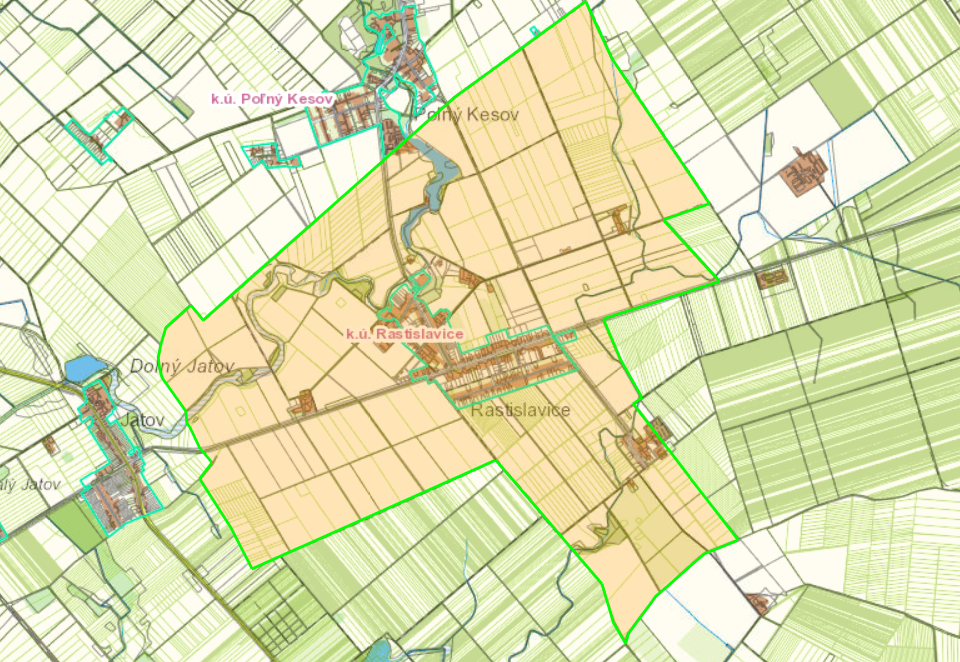 k.ú. Poľný Kesov
Poľný Kesov
k.ú. Rastislavice
Dolný Jatov
Rastislavice
Jatov
alý Jatov